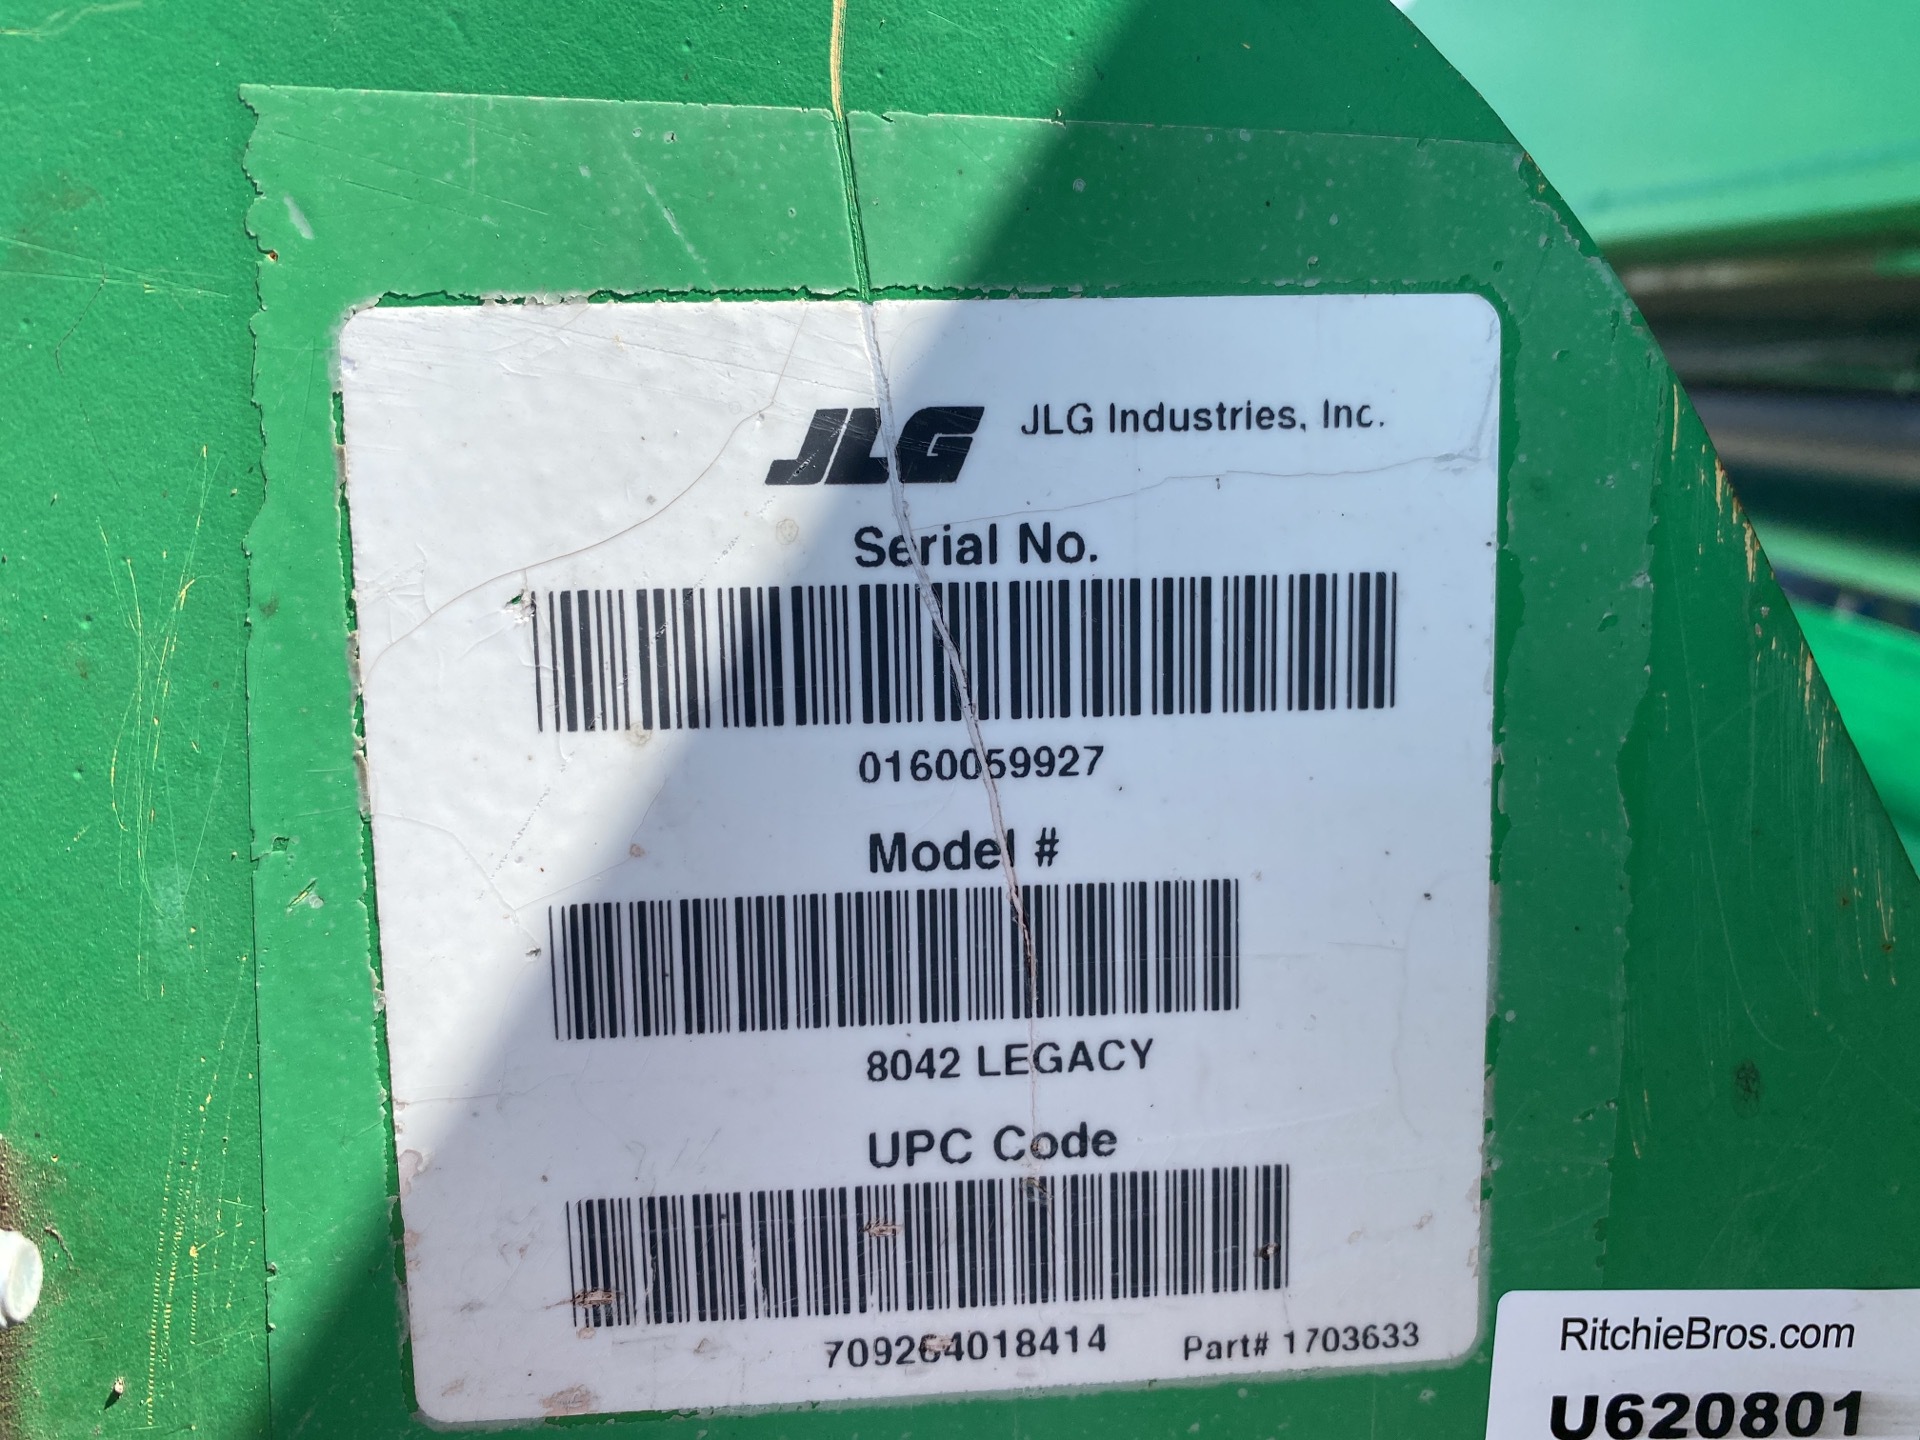 JLG JLG Industries, Inc.
Serial No.
0160059927
Model #
8042 LEGACY
UPC Code
709264018414 Part# 1703633
RitchieBros.com
U620801